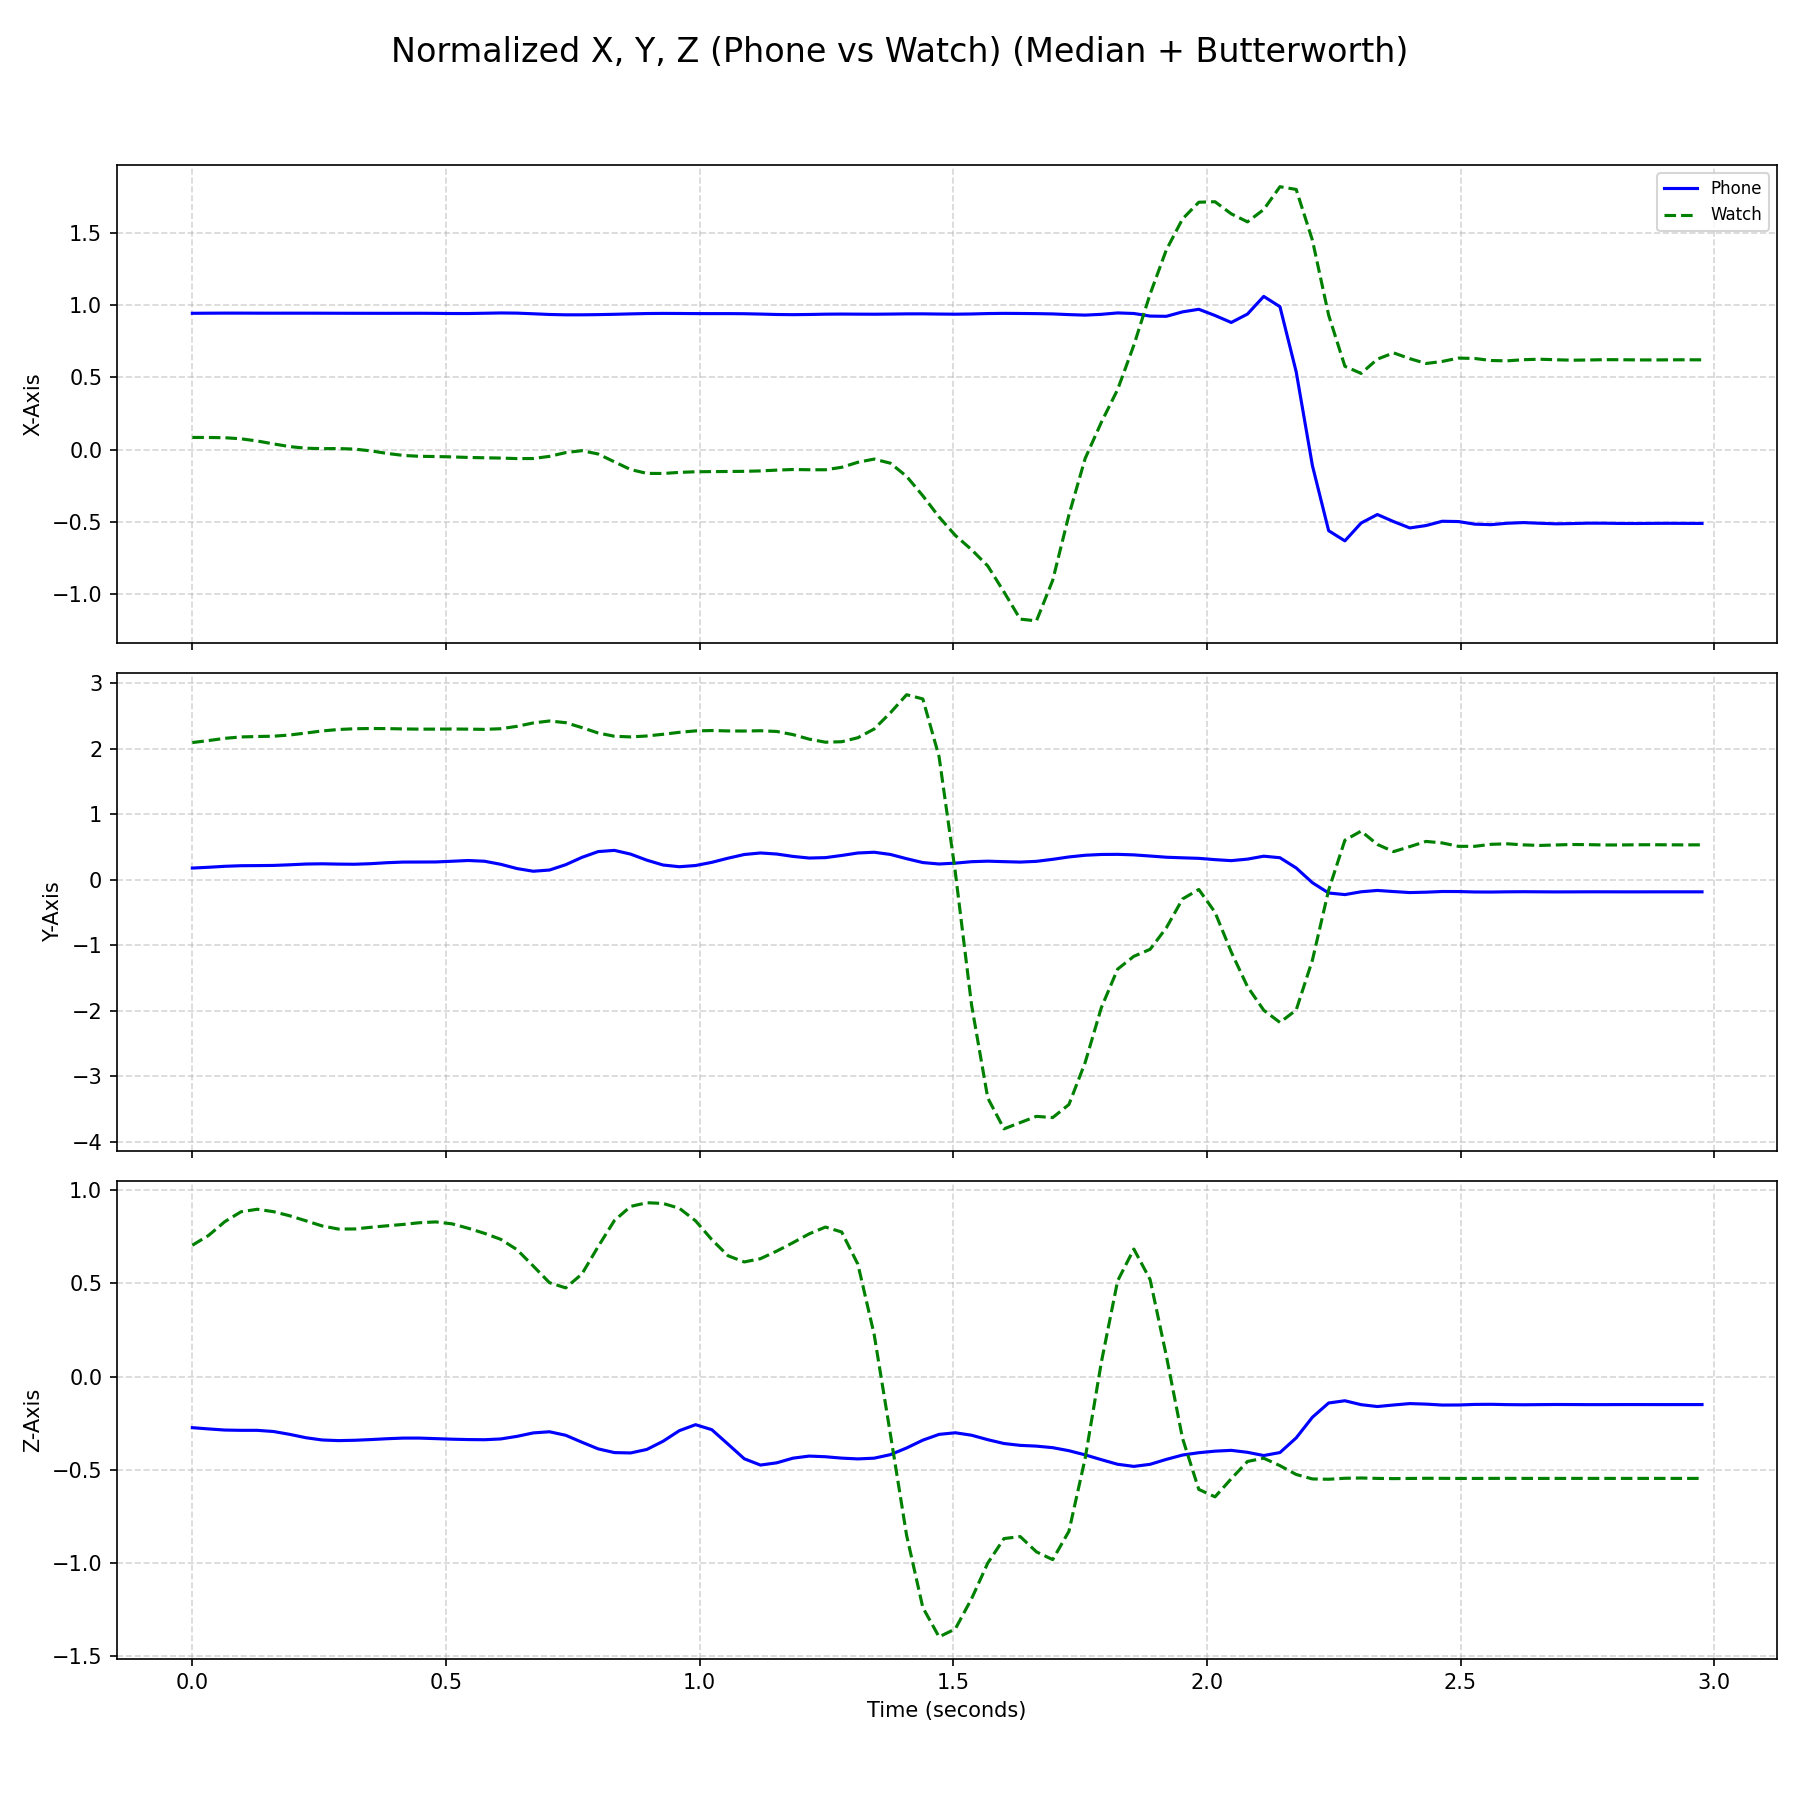 Normalized X, Y, Z (Phone vs Watch) (Median + Butterworth)
Phone
Watch
X-Axis
1.5
1.0
0.5
0.0
−0.5
−1.0
Y-Axis
3
2
1
0
−1
−2
−3
−4
Z-Axis
1.0
0.5
0.0
−0.5
−1.0
−1.5
0.0 0.5 1.0 1.5 2.0 2.5 3.0
Time (seconds)